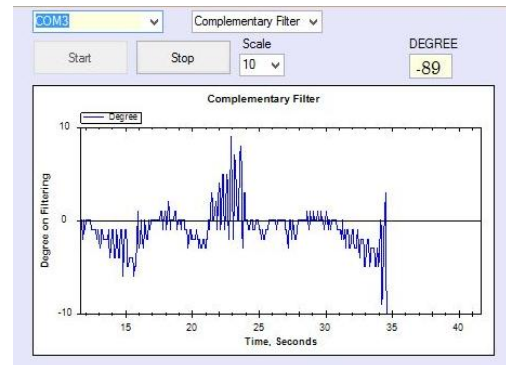 COM3 Complementary Filter
Scale DEGREE
Start Stop 10 -89
Complementary Filter
Degree
Degree on Filtering
10
0
-10
15 20 25 30 35 40
Time, Seconds